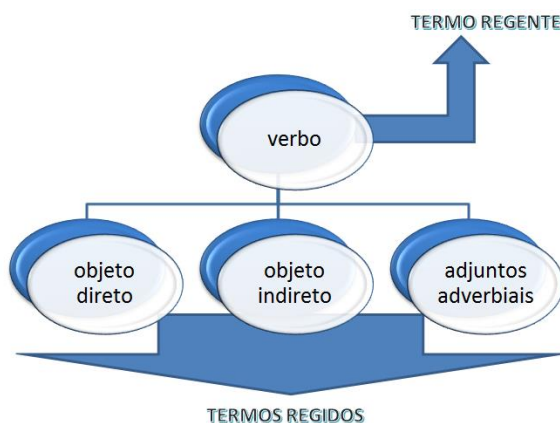 TERMO REGENTE
verbo
objeto
direto
objeto
indireto
adjuntos
adverbiais
TERMOS REGIDOS